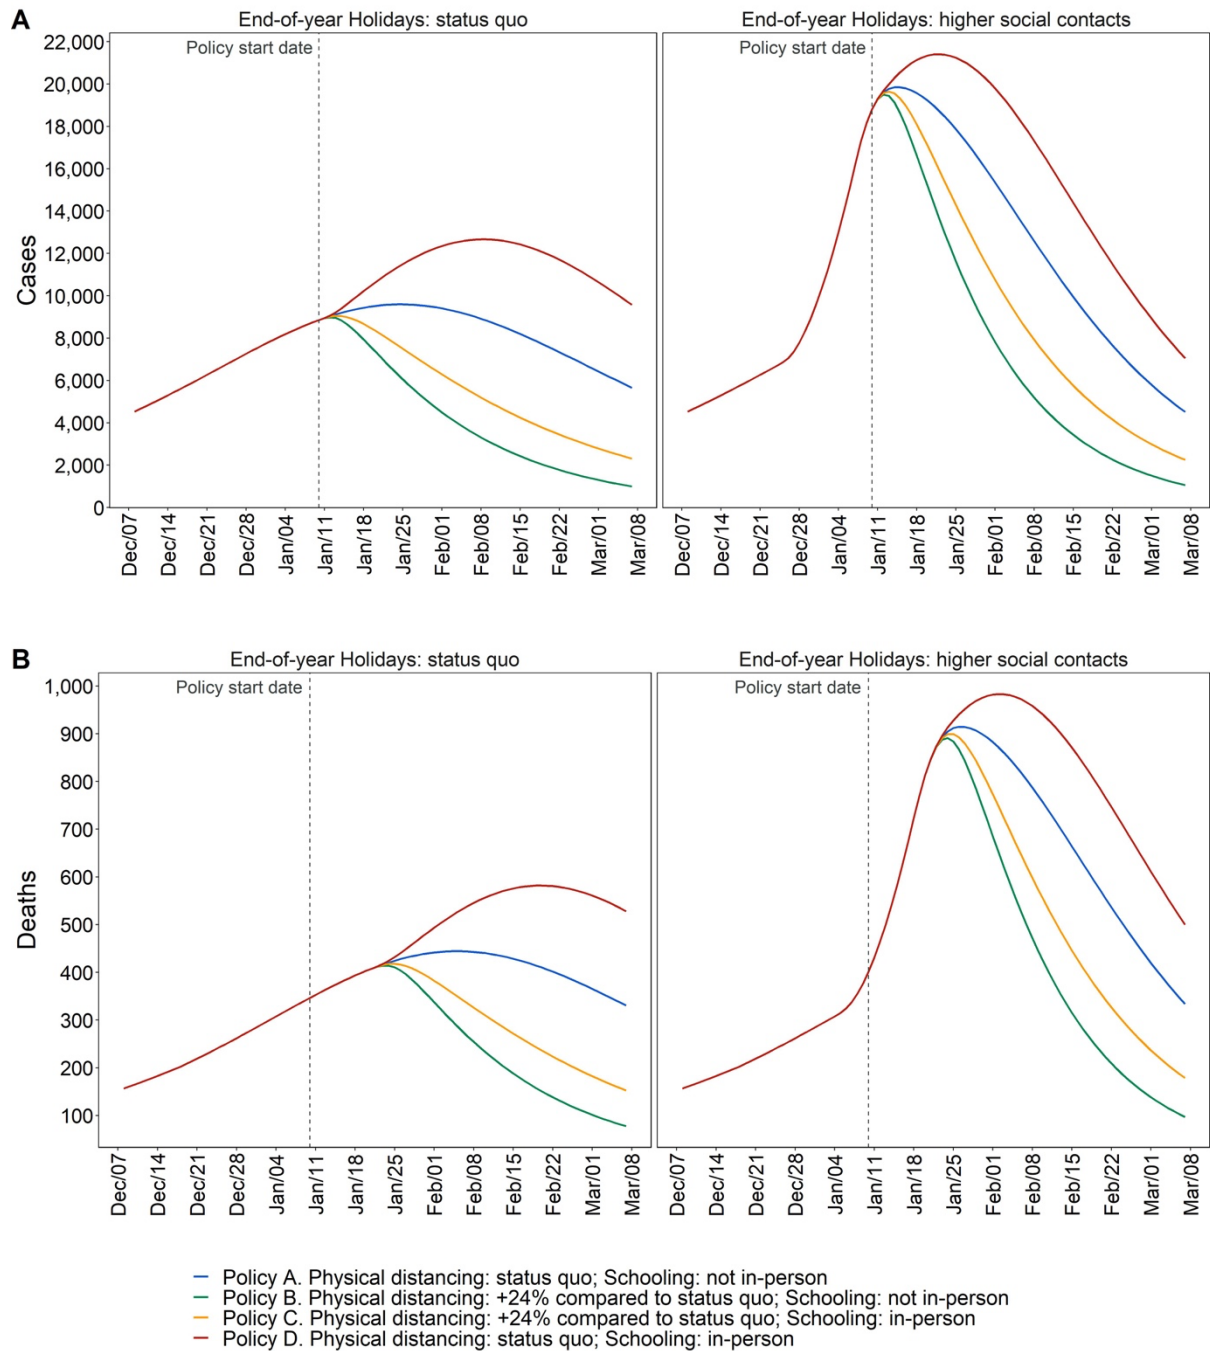 A
End-of-year Holidays: status quo
End-of-year Holidays: higher social contacts
Policy start date
Policy start date
Cases
22,000
20,000
18,000
16,000
14,000
12,000
10,000
8,000
6,000
4,000
2,000
0
Dec/07
Dec/14
Dec/21
Dec/28
Jan/04
Jan/11
Jan/18
Jan/25
Feb/01
Feb/08
Feb/15
Feb/22
Mar/01
Mar/08
Dec/07
Dec/14
Dec/21
Dec/28
Jan/04
Jan/11
Jan/18
Jan/25
Feb/01
Feb/08
Feb/15
Feb/22
Mar/01
Mar/08
B
End-of-year Holidays: status quo
End-of-year Holidays: higher social contacts
Policy start date
Policy start date
Deaths
1,000
900
800
700
600
500
400
300
200
100
Dec/07
Dec/14
Dec/21
Dec/28
Jan/04
Jan/11
Jan/18
Jan/25
Feb/01
Feb/08
Feb/15
Feb/22
Mar/01
Mar/08
Dec/07
Dec/14
Dec/21
Dec/28
Jan/04
Jan/11
Jan/18
Jan/25
Feb/01
Feb/08
Feb/15
Feb/22
Mar/01
Mar/08
Policy A. Physical distancing: status quo; Schooling: not in-person
Policy B. Physical distancing: +24% compared to status quo; Schooling: not in-person
Policy C. Physical distancing: +24% compared to status quo; Schooling: in-person
Policy D. Physical distancing: status quo; Schooling: in-person